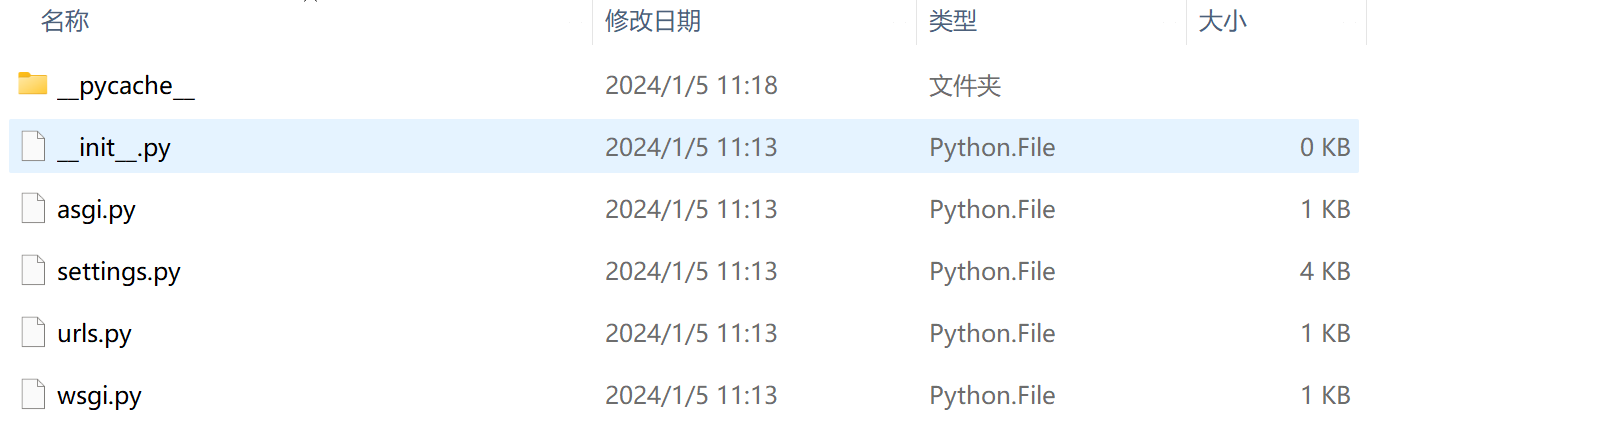 名称 修改日期 类型 大小
__pycache__ 2024/1/5 11:18 文件夹
__init__.py 2024/1/5 11:13 Python.File 0 KB
asgi.py 2024/1/5 11:13 Python.File 1 KB
settings.py 2024/1/5 11:13 Python.File 4 KB
urls.py 2024/1/5 11:13 Python.File 1 KB
wsgi.py 2024/1/5 11:13 Python.File 1 KB